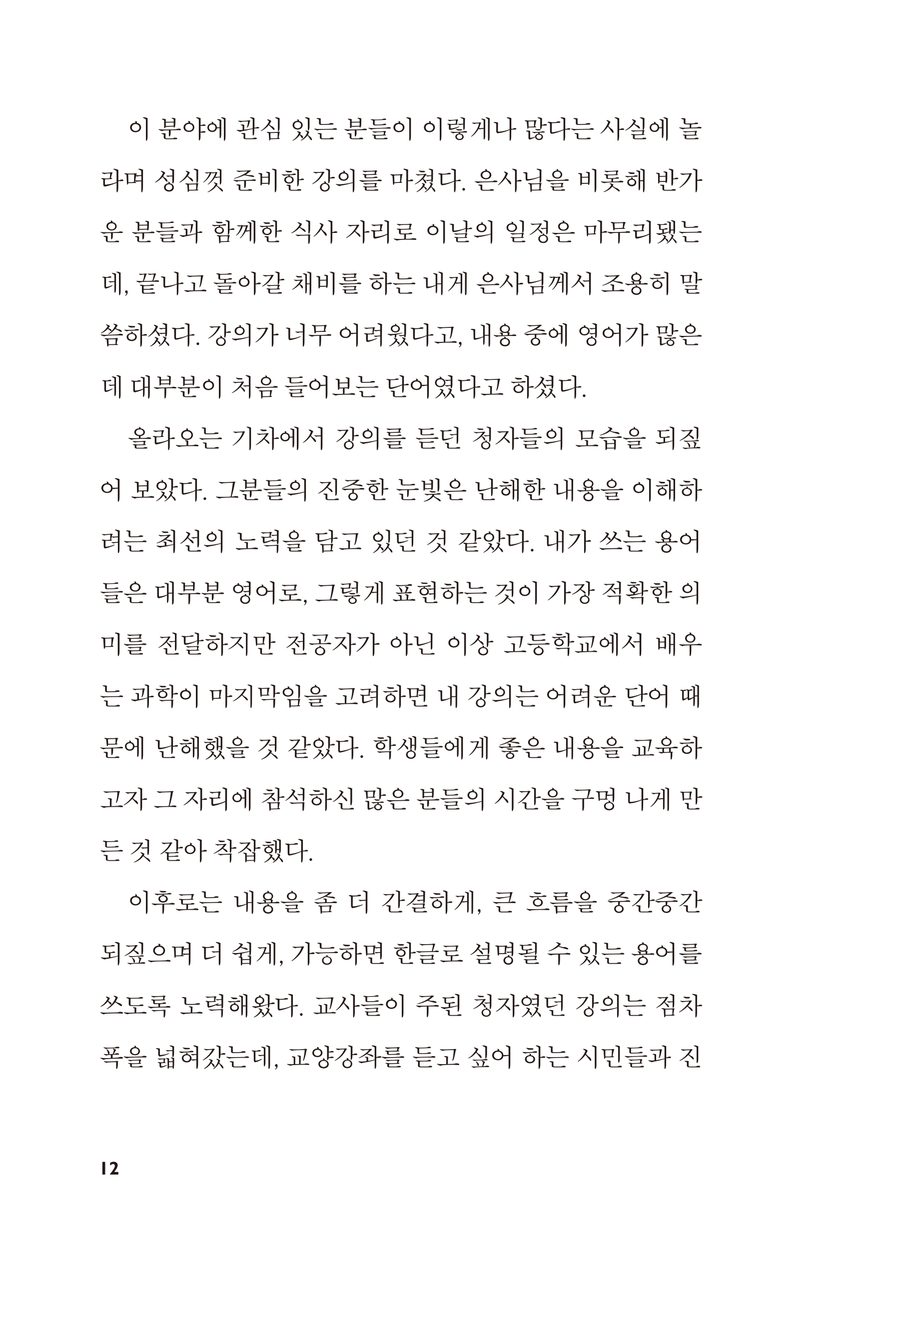 이 분야에 관심 있는 분들이 이렇게나 많다는 사실에 놀
라며 성심껏 준비한 강의를 마쳤다. 은사님을 비롯해 반가
운 분들과 함께한 식사 자리로 이날의 일정은 마무리됐는
데, 끝나고 돌아갈 채비를 하는 내게 은사님께서 조용히 말
씀하셨다. 강의가 너무 어려웠다고, 내용 중에 영어가 많은
데 대부분이 처음 들어보는 단어였다고 하셨다.
올라오는 기차에서 강의를 듣던 청자들의 모습을 되짚
어 보았다. 그분들의 진중한 눈빛은 난해한 내용을 이해하
려는 최선의 노력을 담고 있던 것 같았다. 내가 쓰는 용어
들은 대부분 영어로, 그렇게 표현하는 것이 가장 적확한 의
미를 전달하지만 전공자가 아닌 이상 고등학교에서 배우
는 과학이 마지막임을 고려하면 내 강의는 어려운 단어 때
문에 난해했을 것 같았다. 학생들에게 좋은 내용을 교육하
고자 그 자리에 참석하신 많은 분들의 시간을 구멍 나게 만
든 것 같아 착잡했다.
이후로는 내용을 좀 더 간결하게, 큰 흐름을 중간중간
되짚으며 더 쉽게, 가능하면 한글로 설명될 수 있는 용어를
쓰도록 노력해왔다. 교사들이 주된 청자였던 강의는 점차
폭을 넓혀갔는데, 교양강좌를 듣고 싶어 하는 시민들과 진
12